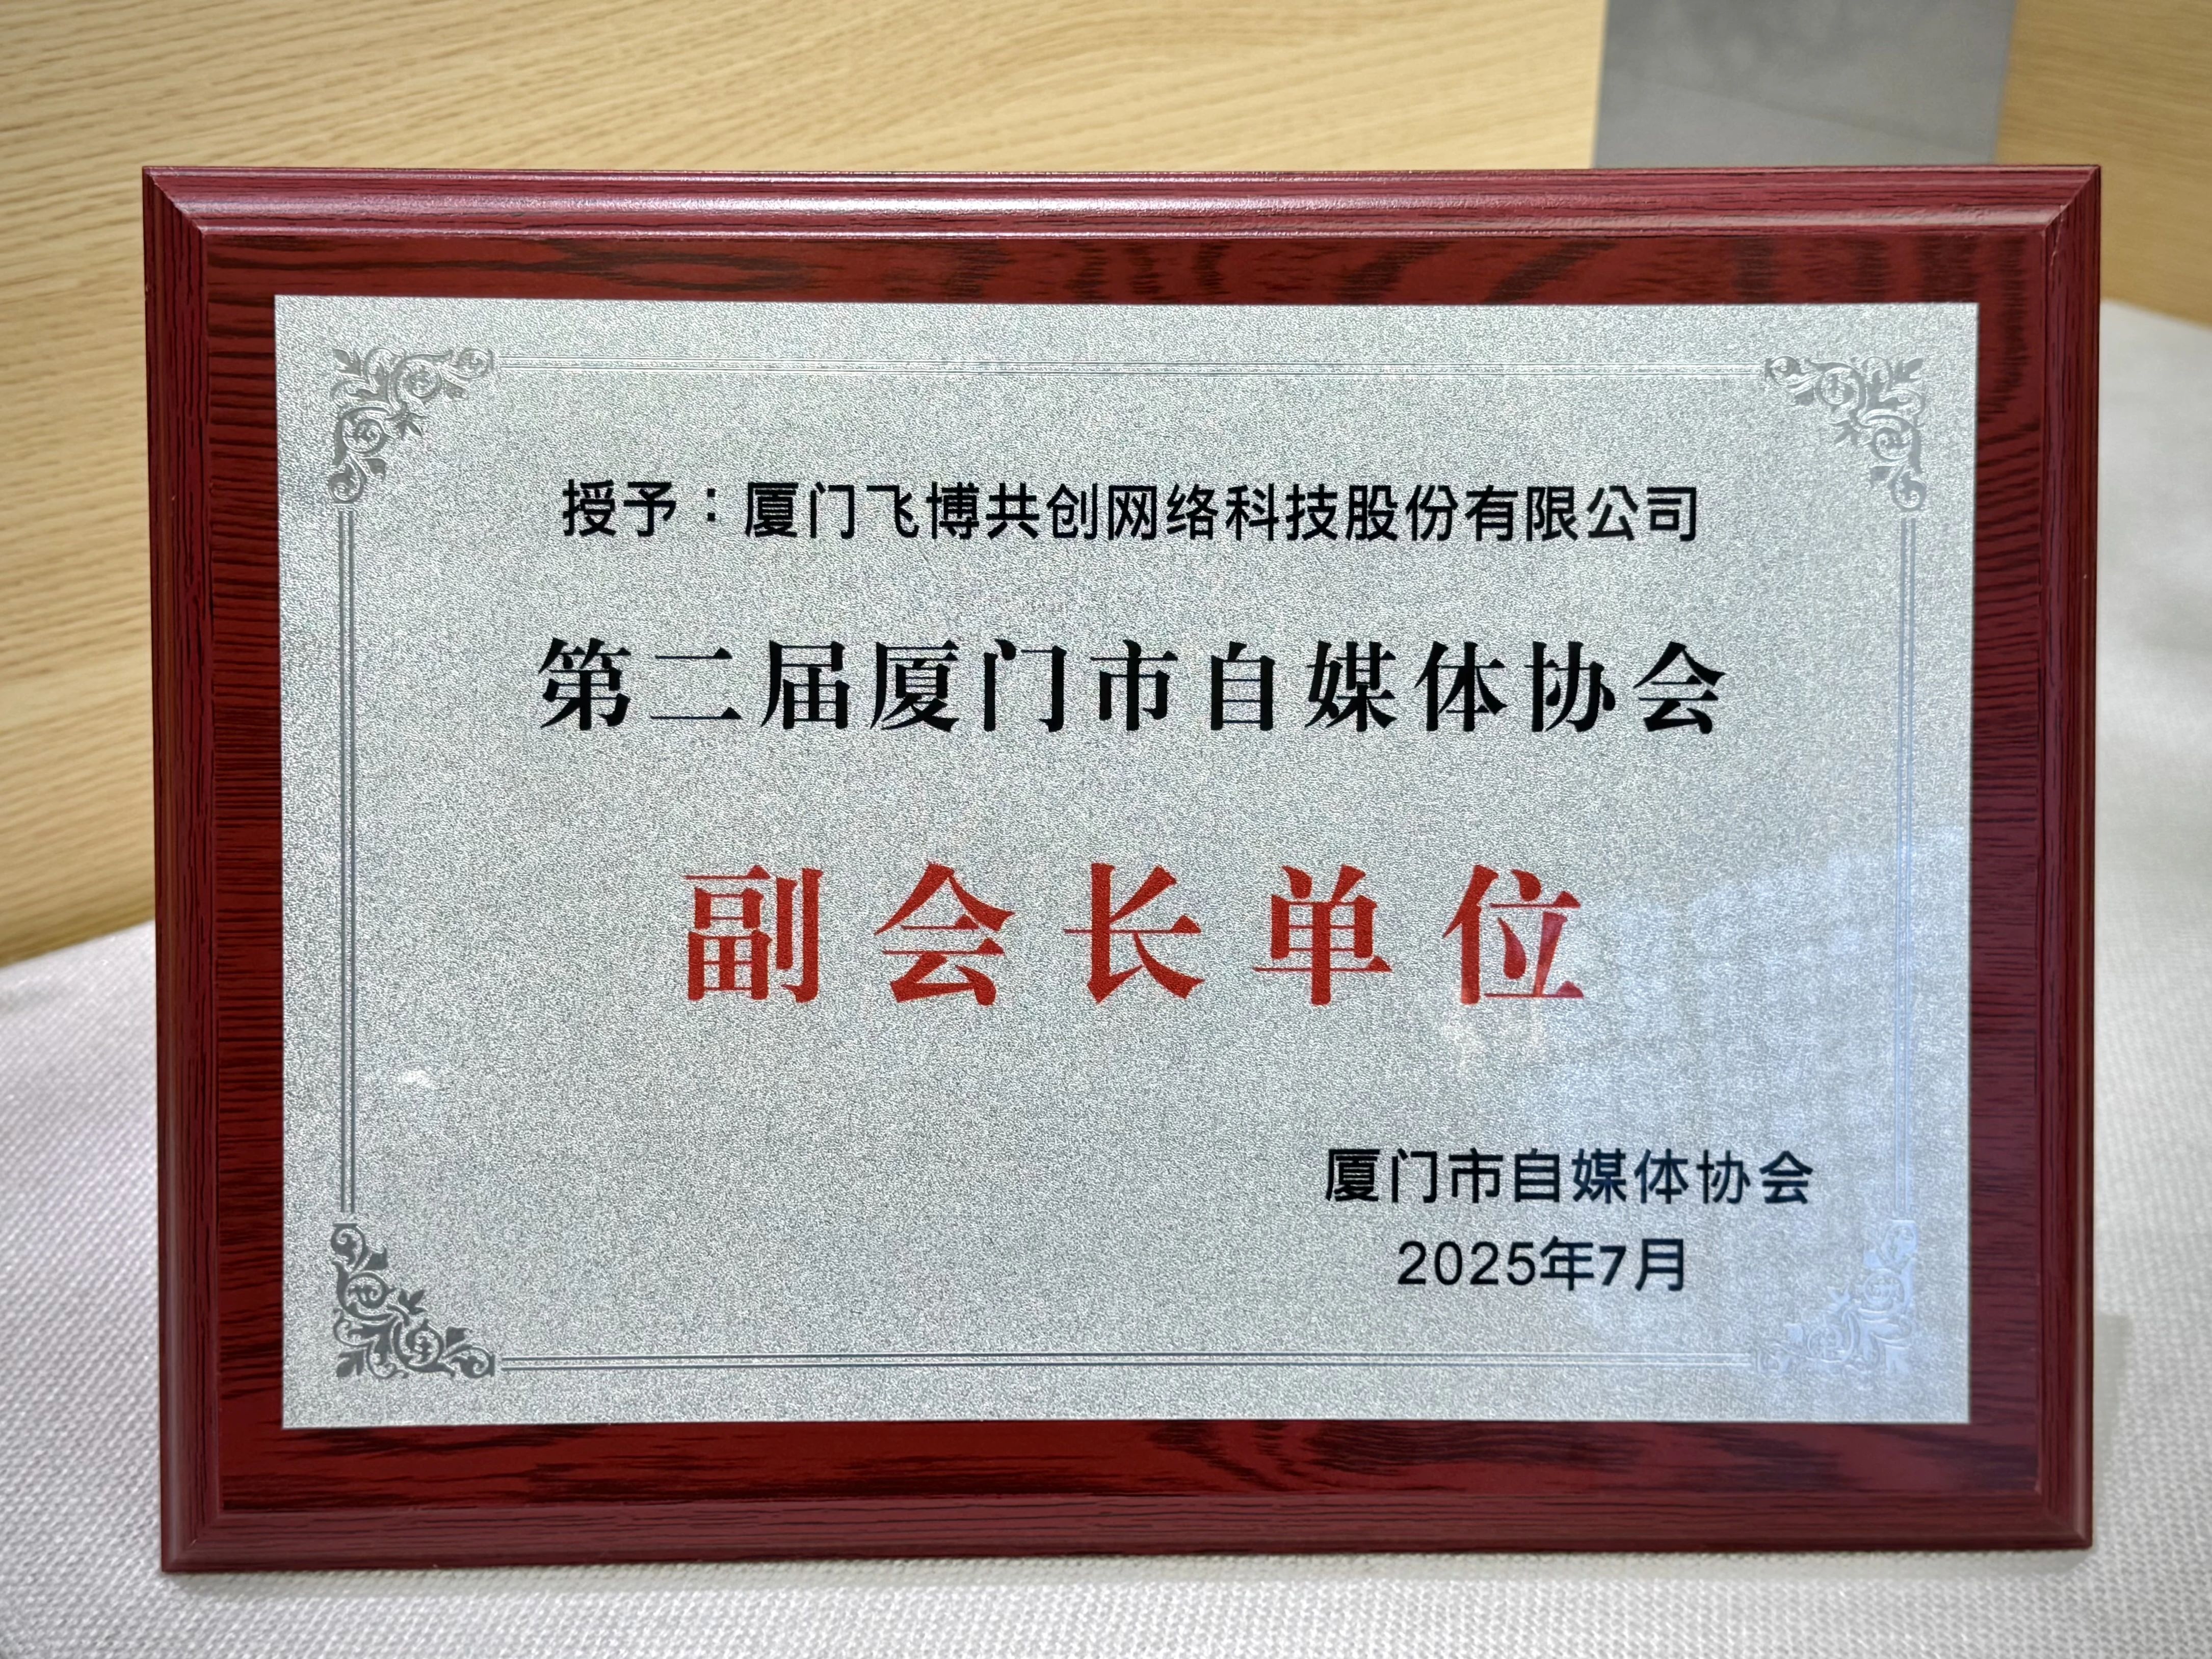 授予：厦门飞博共创网络科技股份有限公司
第二届厦门市自媒体协会
副会长单位
厦门市自媒体协会
2025年7月